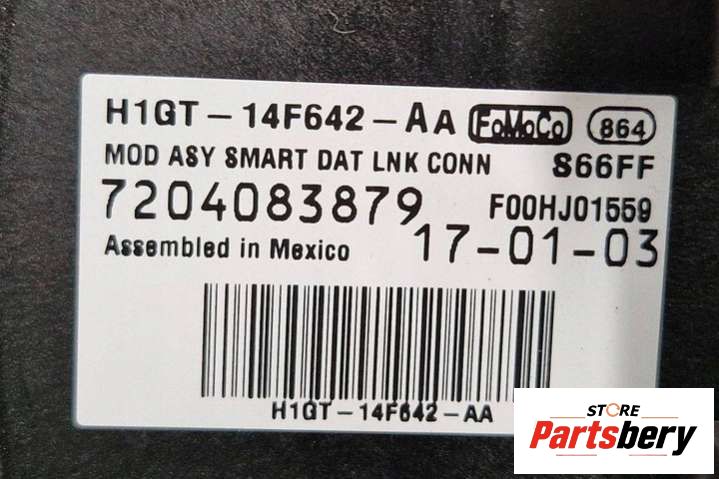 H1GT-14F642-AA FoMoCo 864
MOD ASY SMART DAT LNK CONN S66FF
7204083879 F00HJ01559
Assembled in Mexico 17-01-03
H1GT-14F642-AA
STORE
Partsbery